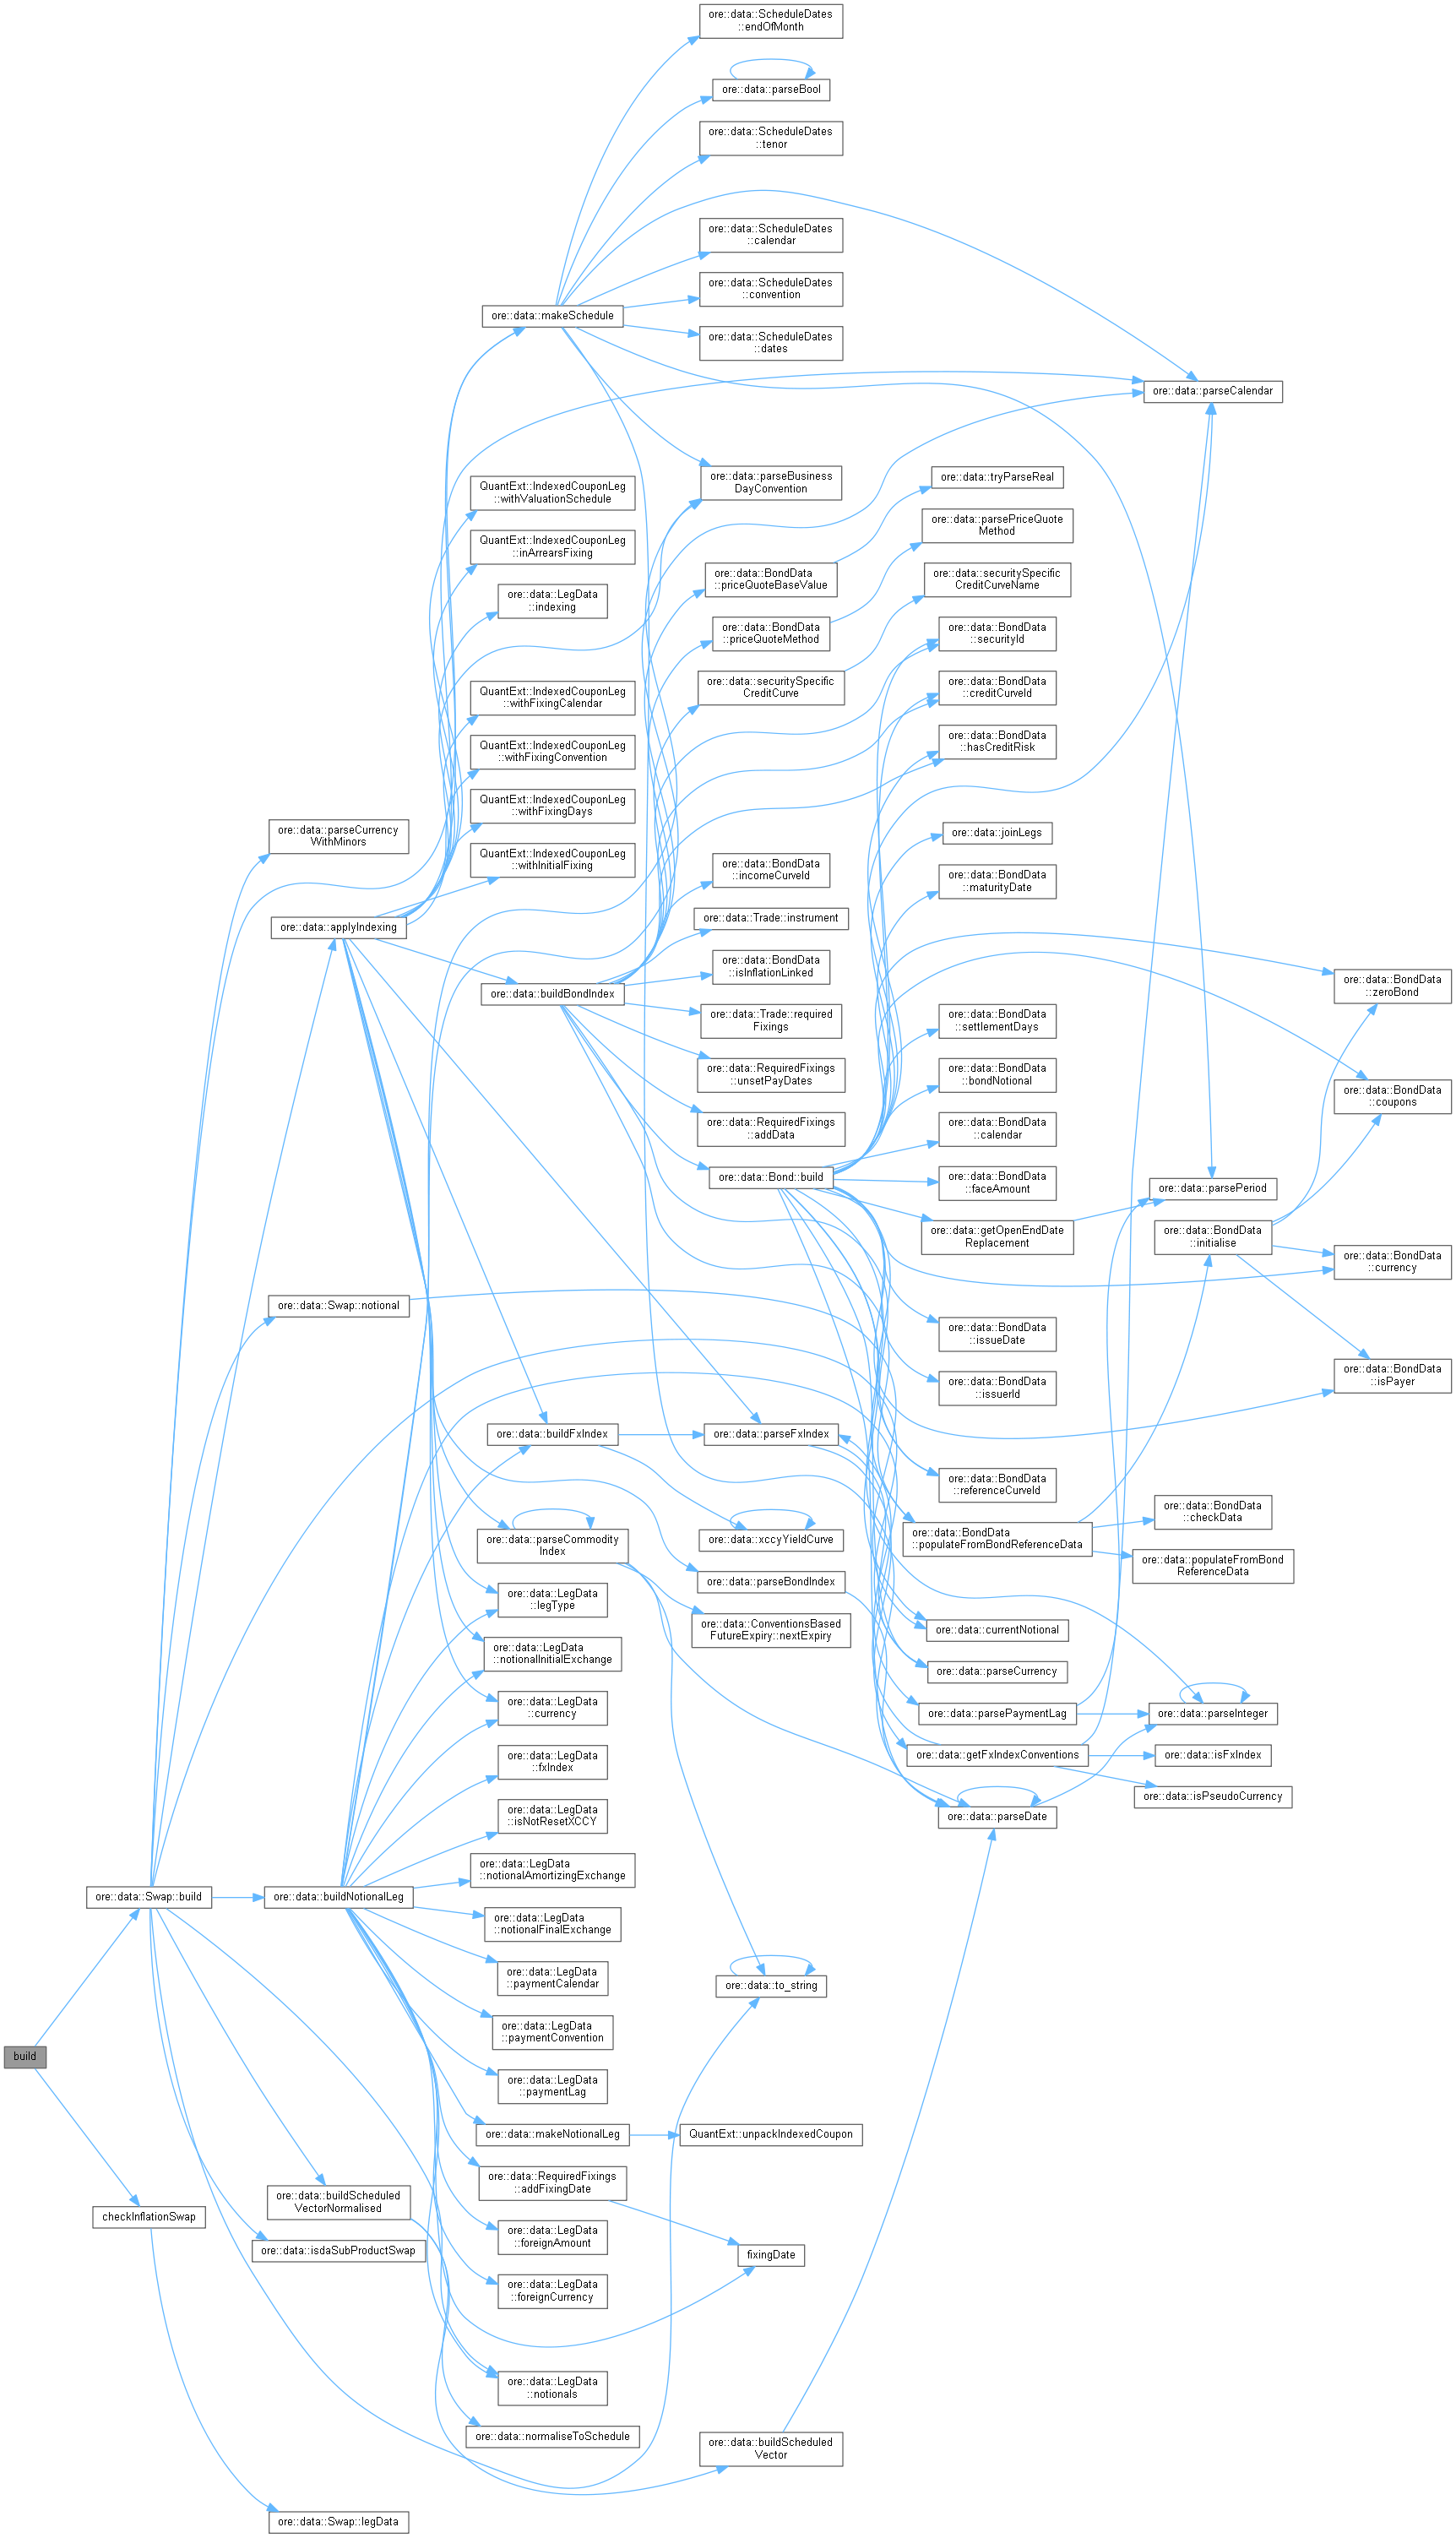 build
ore::data::Swap::build
checkInflationSwap
ore::data::parseCurrency
WithMinors
ore::data::applyIndexing
ore::data::Swap::notional
ore::data::buildNotionalLeg
ore::data::buildScheduled
VectorNormalised
ore::data::isdaSubProductSwap
ore::data::Swap::legData
ore::data::makeSchedule
QuantExt::IndexedCouponLeg
::withValuationSchedule
QuantExt::IndexedCouponLeg
::inArrearsFixing
ore::data::LegData
::indexing
QuantExt::IndexedCouponLeg
::withFixingCalendar
QuantExt::IndexedCouponLeg
::withFixingConvention
QuantExt::IndexedCouponLeg
::withFixingDays
QuantExt::IndexedCouponLeg
::withInitialFixing
ore::data::buildBondIndex
ore::data::buildFxIndex
ore::data::parseCommodity
Index
ore::data::LegData
::legType
ore::data::LegData
::notionalInitialExchange
ore::data::LegData
::currency
ore::data::LegData
::fxIndex
ore::data::LegData
::isNotResetXCCY
ore::data::LegData
::notionalAmortizingExchange
ore::data::LegData
::notionalFinalExchange
ore::data::LegData
::paymentCalendar
ore::data::LegData
::paymentConvention
ore::data::LegData
::paymentLag
ore::data::makeNotionalLeg
ore::data::RequiredFixings
::addFixingDate
ore::data::LegData
::foreignAmount
ore::data::LegData
::foreignCurrency
ore::data::LegData
::notionals
ore::data::normaliseToSchedule
ore::data::ScheduleDates
::endOfMonth
ore::data::parseBool
ore::data::ScheduleDates
::tenor
ore::data::ScheduleDates
::calendar
ore::data::ScheduleDates
::convention
ore::data::ScheduleDates
::dates
ore::data::parseBusiness
DayConvention
ore::data::BondData
::priceQuoteBaseValue
ore::data::BondData
::priceQuoteMethod
ore::data::securitySpecific
CreditCurve
ore::data::BondData
::incomeCurveId
ore::data::Trade::instrument
ore::data::BondData
::isInflationLinked
ore::data::Trade::required
Fixings
ore::data::RequiredFixings
::unsetPayDates
ore::data::RequiredFixings
::addData
ore::data::Bond::build
ore::data::parseFxIndex
ore::data::xccyYieldCurve
ore::data::parseBondIndex
ore::data::ConventionsBased
FutureExpiry::nextExpiry
ore::data::to_string
QuantExt::unpackIndexedCoupon
fixingDate
ore::data::buildScheduled
Vector
ore::data::tryParseReal
ore::data::parsePriceQuote
Method
ore::data::securitySpecific
CreditCurveName
ore::data::BondData
::securityId
ore::data::BondData
::creditCurveId
ore::data::BondData
::hasCreditRisk
ore::data::joinLegs
ore::data::BondData
::maturityDate
ore::data::BondData
::settlementDays
ore::data::BondData
::bondNotional
ore::data::BondData
::calendar
ore::data::BondData
::faceAmount
ore::data::getOpenEndDate
Replacement
ore::data::BondData
::issueDate
ore::data::BondData
::issuerId
ore::data::BondData
::referenceCurveId
ore::data::BondData
::populateFromBondReferenceData
ore::data::currentNotional
ore::data::parseCurrency
ore::data::parsePaymentLag
ore::data::getFxIndexConventions
ore::data::parseDate
ore::data::parseCalendar
ore::data::parsePeriod
ore::data::BondData
::initialise
ore::data::BondData
::checkData
ore::data::populateFromBond
ReferenceData
ore::data::parseInteger
ore::data::isFxIndex
ore::data::isPseudoCurrency
ore::data::BondData
::zeroBond
ore::data::BondData
::coupons
ore::data::BondData
::currency
ore::data::BondData
::isPayer